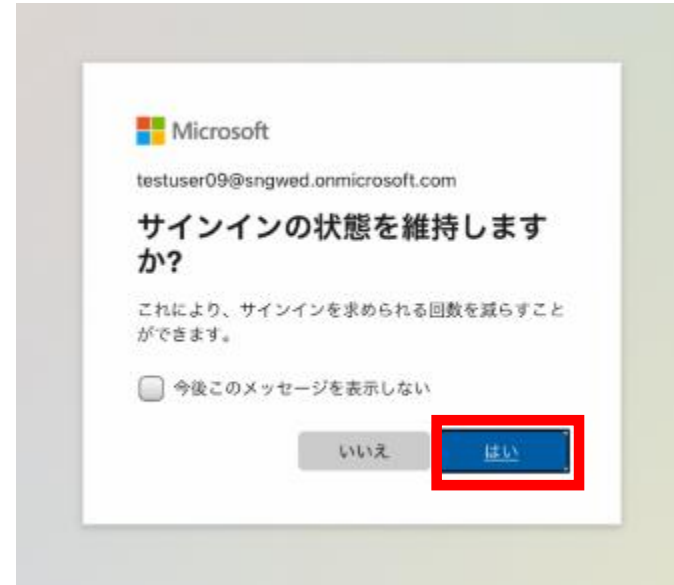 Microsoft
testuser09@sngwed.onmicrosoft.com
サインインの状態を維持します
か?
これにより、サインインを求められる回数を減らすこと
ができます。
今後このメッセージを表示しない
いいえ はい